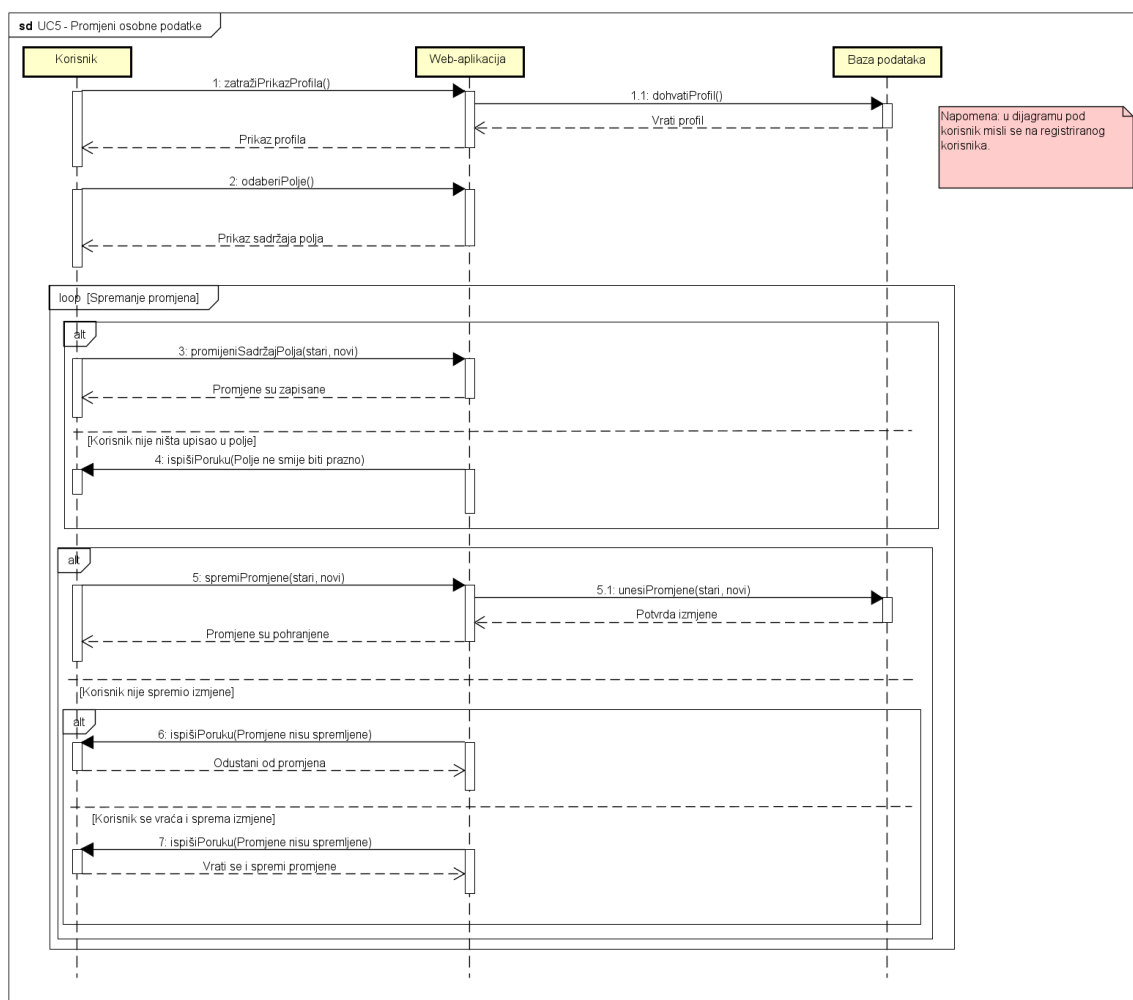 sd UC5 - Promjeni osobne podatke
Korisnik
Web-aplikacija
Baza podataka
1: zatražiPrikazProfila()
1.1: dohvatiProfil()
Vrati profil
Prikaz profila
Napomena: u dijagramu pod
korisnik misli se na registriranog
korisnika.
2: odaberiPolje()
Prikaz sadržaja polja
loop [Spremanje promjena]
alt
3: promijeniSadržajPolja(stari, novi)
Promjene su zapisane
[Korisnik nije ništa upisao u polje]
4: ispišiPoruku(Polje ne smije biti prazno)
alt
5: spremiPromjene(stari, novi)
5.1: unesiPromjene(stari, novi)
Potvrda izmjene
Promjene su pohranjene
[Korisnik nije spremio izmjene]
alt
6: ispišiPoruku(Promjene nisu spremljene)
Odustani od promjena
[Korisnik se vraća i sprema izmjene]
7: ispišiPoruku(Promjene nisu spremljene)
Vrati se i spremi promjene